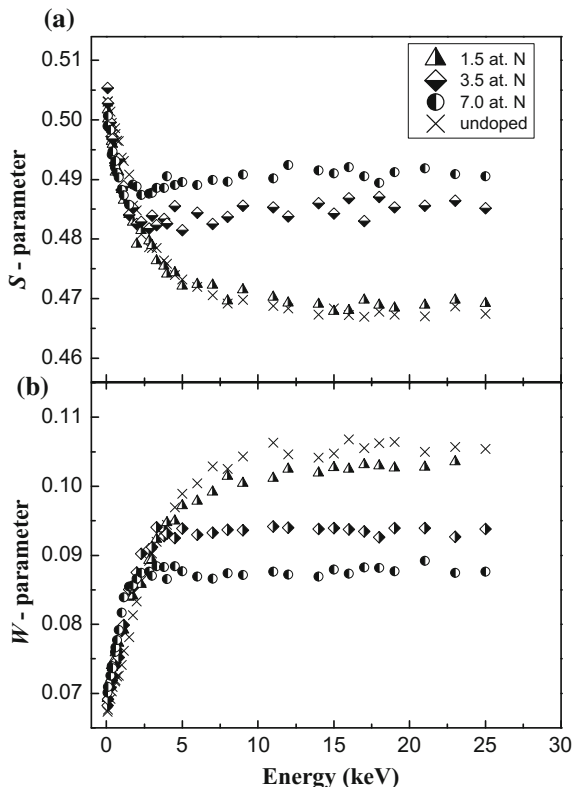 (a)
0.51
0.50
0.49
0.48
0.47
0.46
S - parameter
1.5 at. N
3.5 at. N
7.0 at. N
undoped
(b)
0.11
0.10
0.09
0.08
0.07
W - parameter
0 5 10 15 20 25 30
Energy (keV)